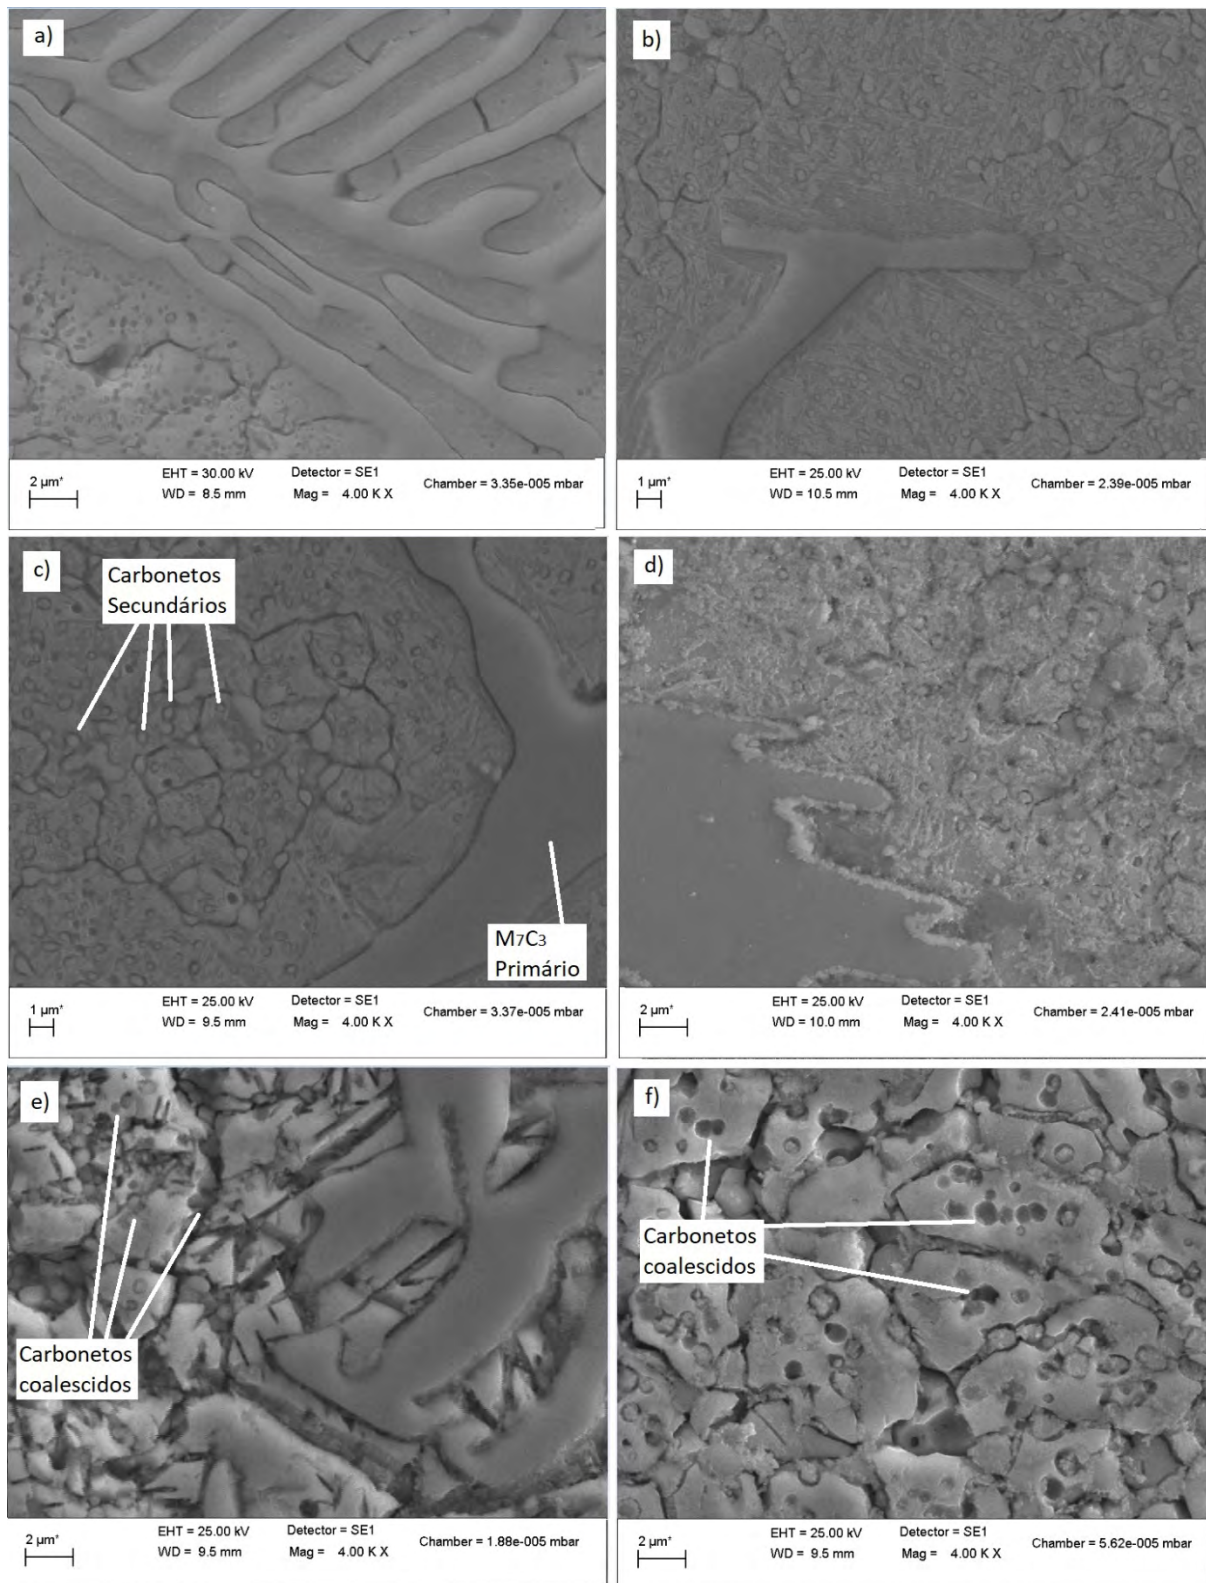 a)
2 µm*
EHT = 30.00 kV
WD = 8.5 mm
Detector = SE1
Mag = 4.00 K X
Chamber = 3.35e-005 mbar
b)
1 µm*
EHT = 25.00 kV
WD = 10.5 mm
Detector = SE1
Mag = 4.00 K X
Chamber = 2.39e-005 mbar
c)
Carbonetos
Secundários
M7C3
Primário
1 µm*
EHT = 25.00 kV
WD = 9.5 mm
Detector = SE1
Mag = 4.00 K X
Chamber = 3.37e-005 mbar
d)
2 µm*
EHT = 25.00 kV
WD = 10.0 mm
Detector = SE1
Mag = 4.00 K X
Chamber = 2.41e-005 mbar
e)
Carbonetos
coalescidos
2 µm*
EHT = 25.00 kV
WD = 9.5 mm
Detector = SE1
Mag = 4.00 K X
Chamber = 1.88e-005 mbar
f)
Carbonetos
coalescidos
2 µm*
EHT = 25.00 kV
WD = 9.5 mm
Detector = SE1
Mag = 4.00 K X
Chamber = 5.62e-005 mbar